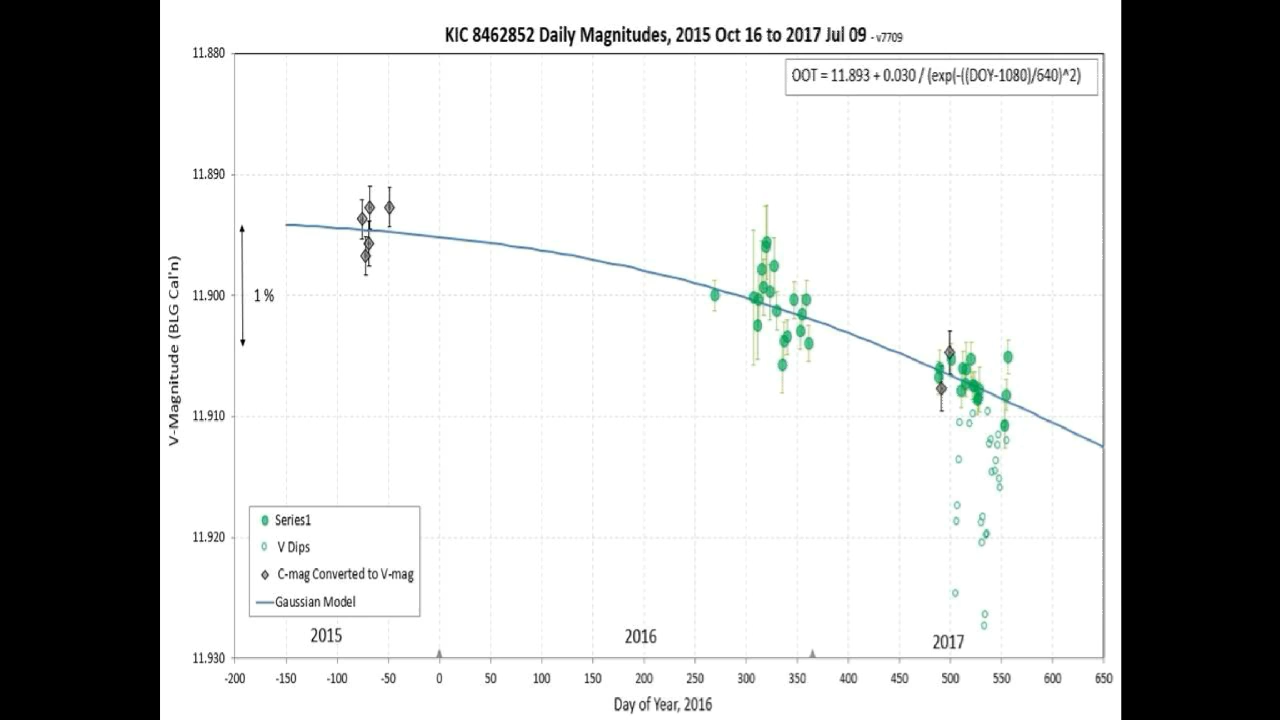 KIC 8462852 Daily Magnitudes, 2015 Oct 16 to 2017 Jul 09 - v7709
OOT = 11.893 + 0.030 / (exp(-((DOY-1080)/640)^2)
11.880
11.890
11.900
11.910
11.920
11.930
V-Magnitude (BLG Cal'n)
1 %
Series1
V Dips
C-mag Converted to V-mag
Gaussian Model
2015 2016 2017
-200 -150 -100 -50 0 50 100 150 200 250 300 350 400 450 500 550 600 650
Day of Year, 2016